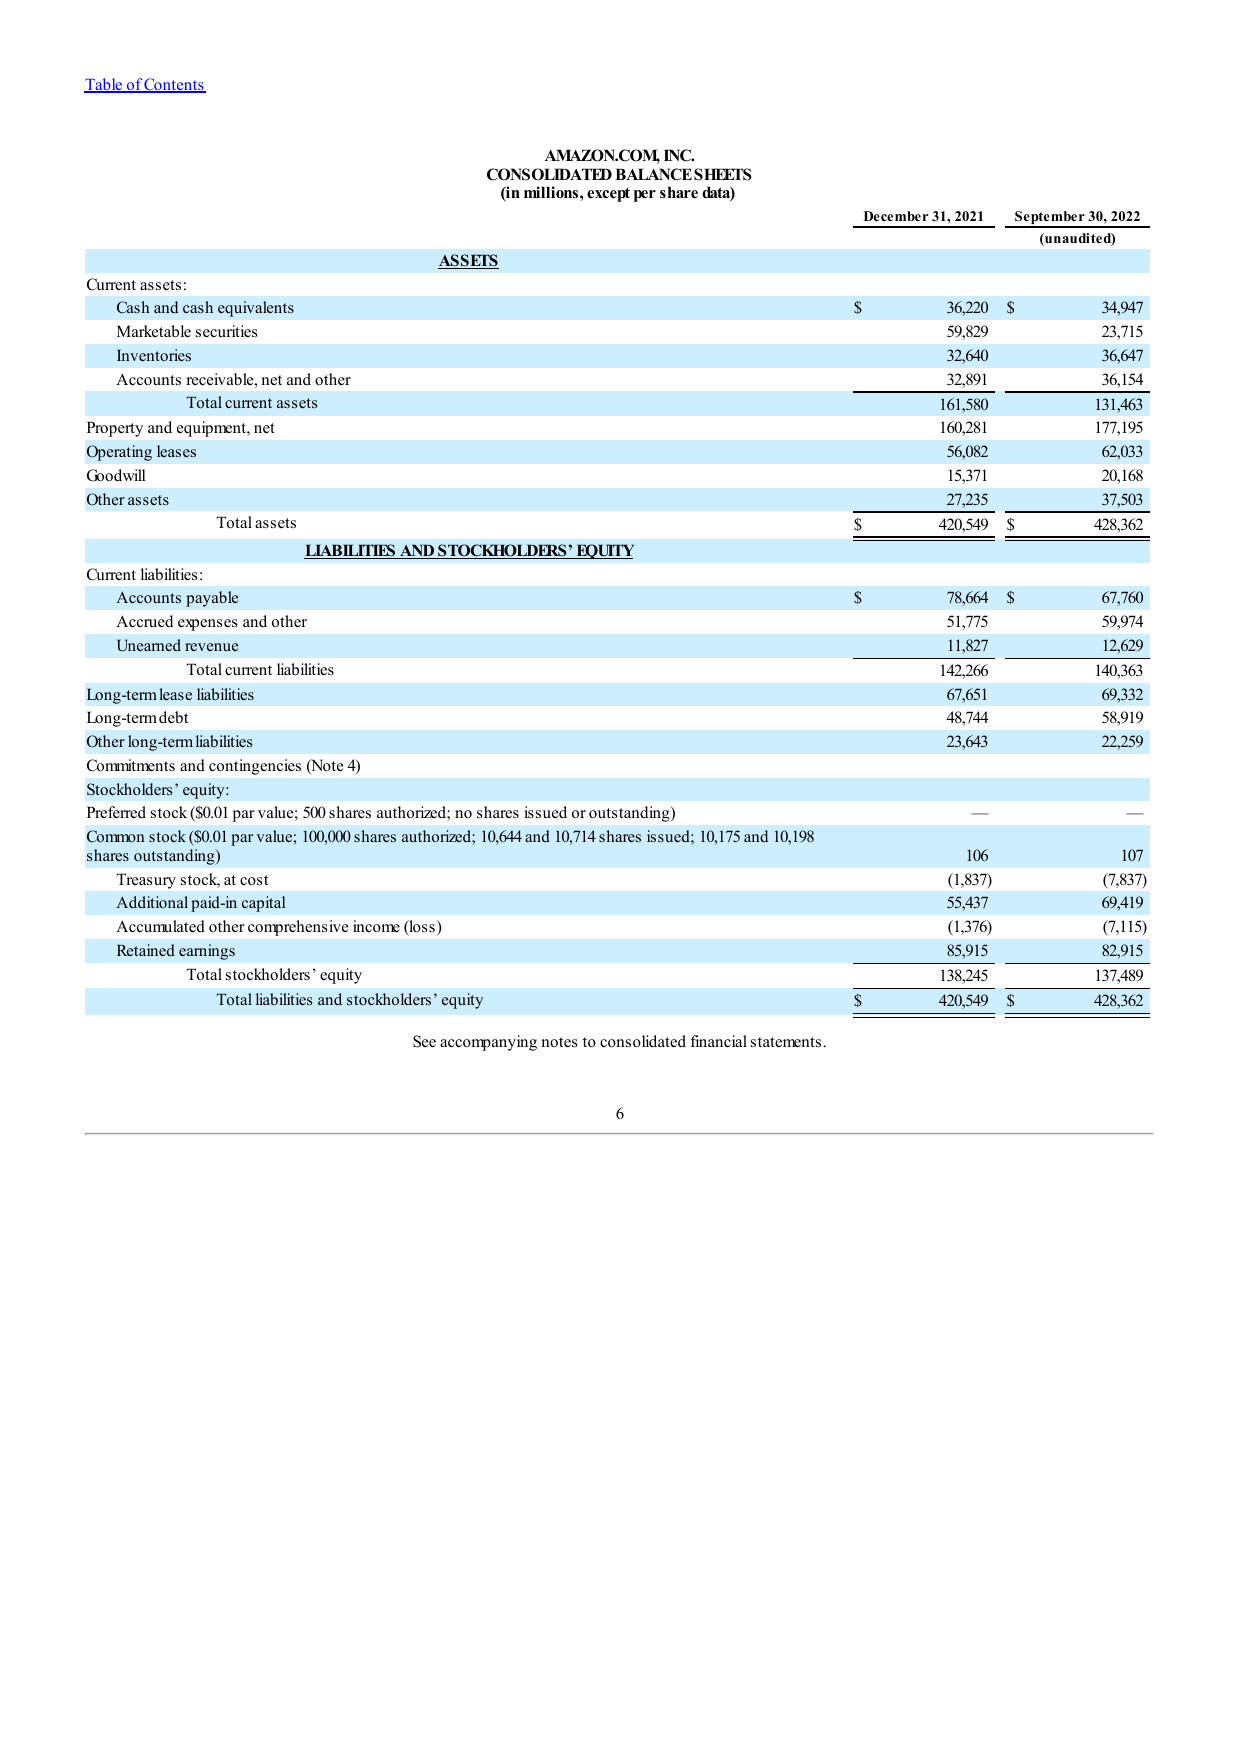 Table of Contents
AMAZON.COM, INC.
CONSOLIDATED BALANCE SHEETS
(in millions, except per share data)
December 31, 2021 September 30, 2022
(unaudited)
ASSETS
Current assets:
Cash and cash equivalents $ 36,220 $ 34,947
Marketable securities 59,829 23,715
Inventories 32,640 36,647
Accounts receivable, net and other 32,891 36,154
Total current assets 161,580 131,463
Property and equipment, net 160,281 177,195
Operating leases 56,082 62,033
Goodwill 15,371 20,168
Other assets 27,235 37,503
Total assets $ 420,549 $ 428,362
LIABILITIES AND STOCKHOLDERS’ EQUITY
Current liabilities:
Accounts payable $ 78,664 $ 67,760
Accrued expenses and other 51,775 59,974
Unearned revenue 11,827 12,629
Total current liabilities 142,266 140,363
Long-term lease liabilities 67,651 69,332
Long-term debt 48,744 58,919
Other long-term liabilities 23,643 22,259
Commitments and contingencies (Note 4)
Stockholders’ equity:
Preferred stock ($0.01 par value; 500 shares authorized; no shares issued or outstanding) — —
Common stock ($0.01 par value; 100,000 shares authorized; 10,644 and 10,714 shares issued; 10,175 and 10,198
shares outstanding) 106 107
Treasury stock, at cost (1,837) (7,837)
Additional paid-in capital 55,437 69,419
Accumulated other comprehensive income (loss) (1,376) (7,115)
Retained earnings 85,915 82,915
Total stockholders’ equity 138,245 137,489
Total liabilities and stockholders’ equity $ 420,549 $ 428,362
See accompanying notes to consolidated financial statements.
6